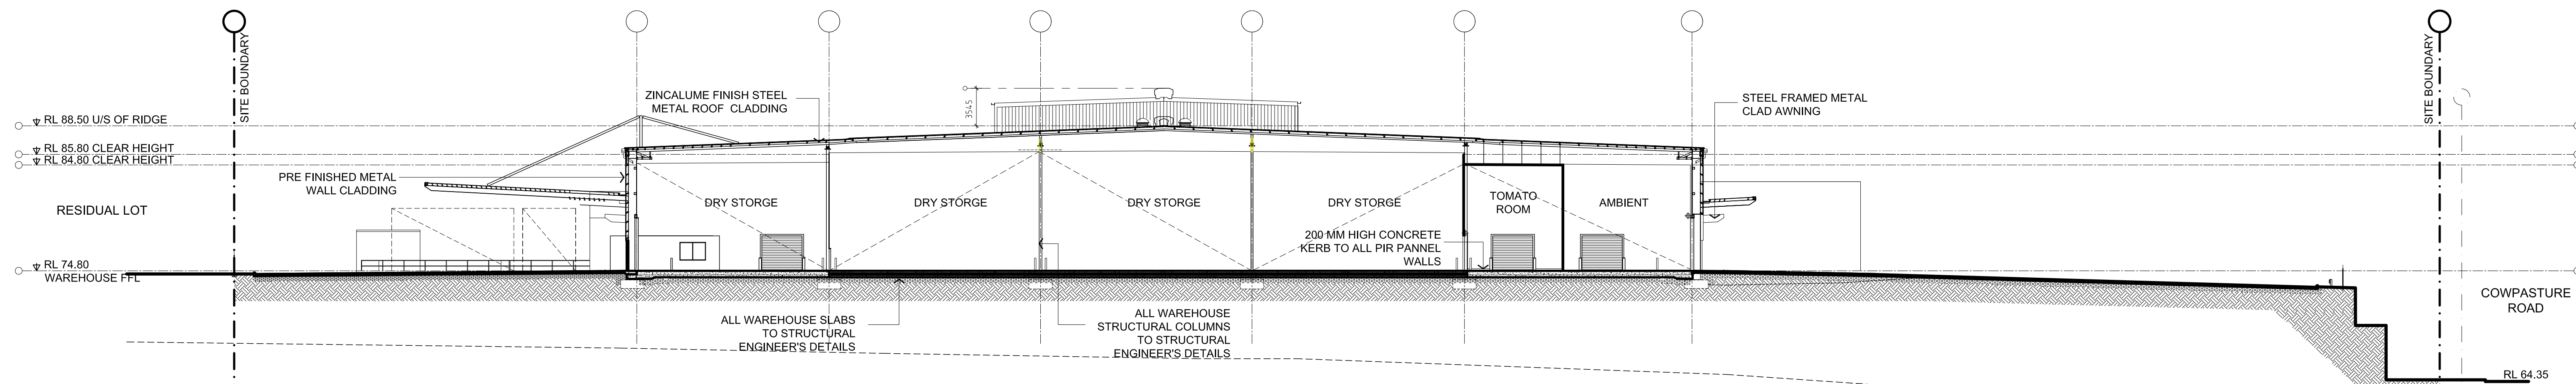 SITE BOUNDARY
SITE BOUNDARY
ZINCALUME FINISH STEEL
METAL ROOF CLADDING
3545
STEEL FRAMED METAL
CLAD AWNING
RL 88.50 U/S OF RIDGE
RL 85.80 CLEAR HEIGHT
RL 84.80 CLEAR HEIGHT
PRE FINISHED METAL
WALL CLADDING
RESIDUAL LOT
DRY STORGE
DRY STORGE
DRY STORGE
DRY STORGE
TOMATO
ROOM
AMBIENT
200 MM HIGH CONCRETE
KERB TO ALL PIR PANNEL
WALLS
RL 74.80
WAREHOUSE FFL
COWPASTURE
ROAD
ALL WAREHOUSE SLABS
TO STRUCTURAL
ENGINEER'S DETAILS
ALL WAREHOUSE
STRUCTURAL COLUMNS
TO STRUCTURAL
ENGINEER'S DETAILS
RL 64.35